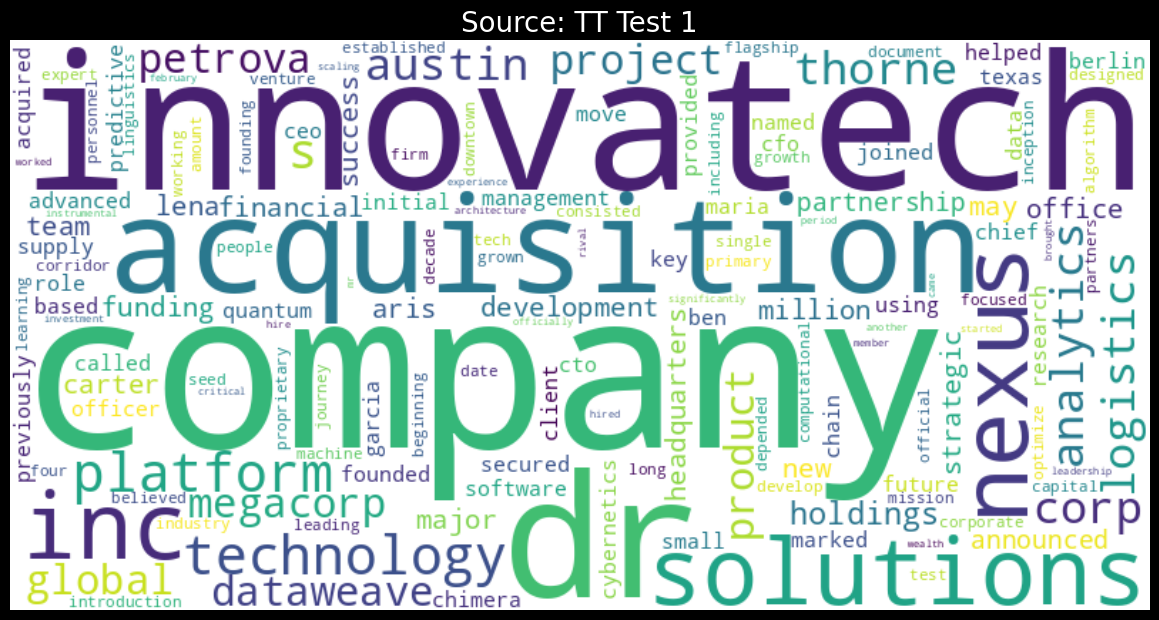 Source: TT Test 1
established
flagship
document
helped
berlin
petrova
austin
project
thorne
texas
designed
expert
february
venture
scaling
acquired
personnel
predictive
linguistics
innovatech
working
amount
founding
ceo
s
success
firm
downtown
move
provided
including
named
cfo
growth
joined
data
inception
algorithm
worked
experience
advanced
instrumental
lena
financial
initial
management
architecture
consisted
maria
partnership
may
office
period
team
supply
corridor
role
people
acquisition
decade
tech
grown
rival
key
single
primary
chief
brought
partners
mr
came
based
funding
quantum
aris
development
significantly
million
using
focused
learning
investment
hire
officially
ben
another
started
company
nexus
analytics
logistics
research
called
carter
officer
seed
critical
proprietary
journey
garcia
beginning
date
client
cto
hired
headquarters
product
depended
computational
member
chain
official
strategic
optimize
previously
machine
four
platform
founded
secured
long
software
new
develop
future
mission
leadership
capital
believed
megacorp
inc
industry
leading
major
dr
cybernetics
holdings
corporate
corp
technology
small
marked
announced
wealth
global
introduction
dataweave
chimera
solutions
test